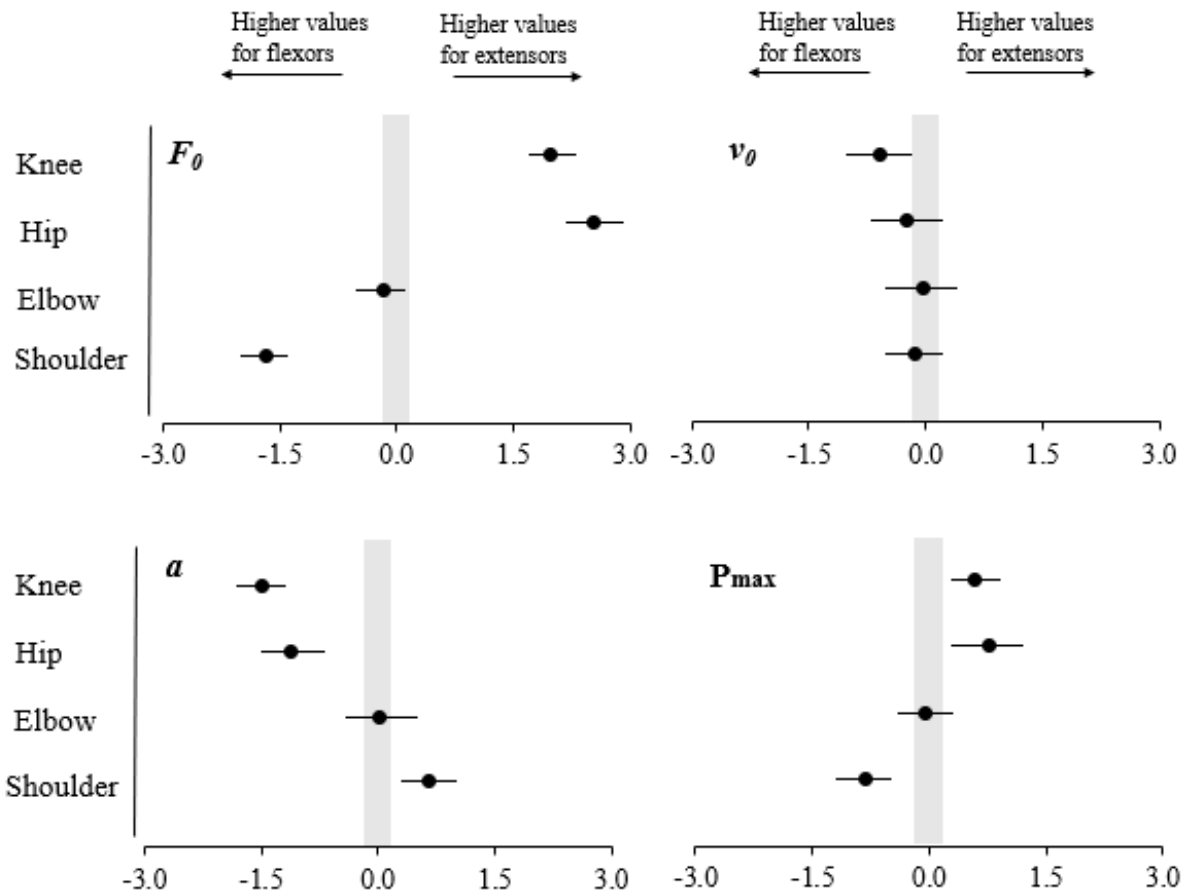 Higher values
for flexors
Higher values
for extensors
Higher values
for flexors
Higher values
for extensors
F0
v0
Knee
Hip
Elbow
Shoulder
-3.0 -1.5 0.0 1.5 3.0
-3.0 -1.5 0.0 1.5 3.0
a
Pmax
Knee
Hip
Elbow
Shoulder
-3.0 -1.5 0.0 1.5 3.0
-3.0 -1.5 0.0 1.5 3.0